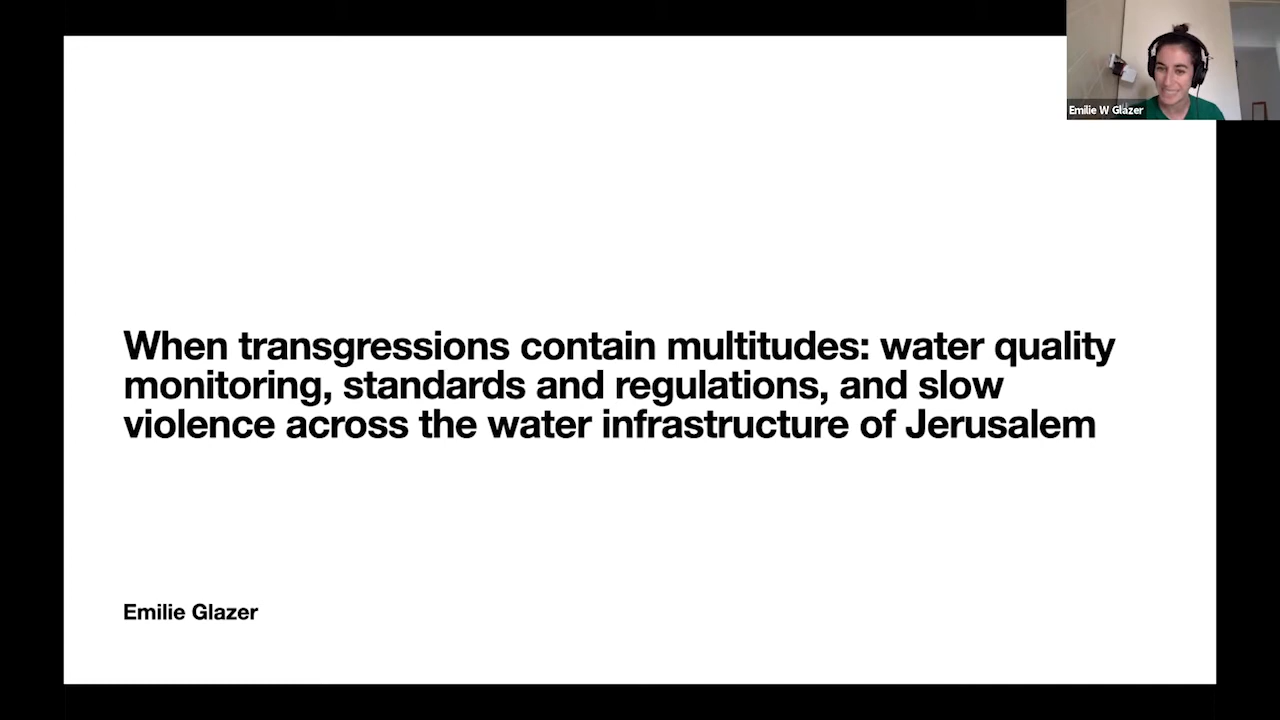 Emilie W Glazer
When transgressions contain multitudes: water quality
monitoring, standards and regulations, and slow
violence across the water infrastructure of Jerusalem
Emilie Glazer